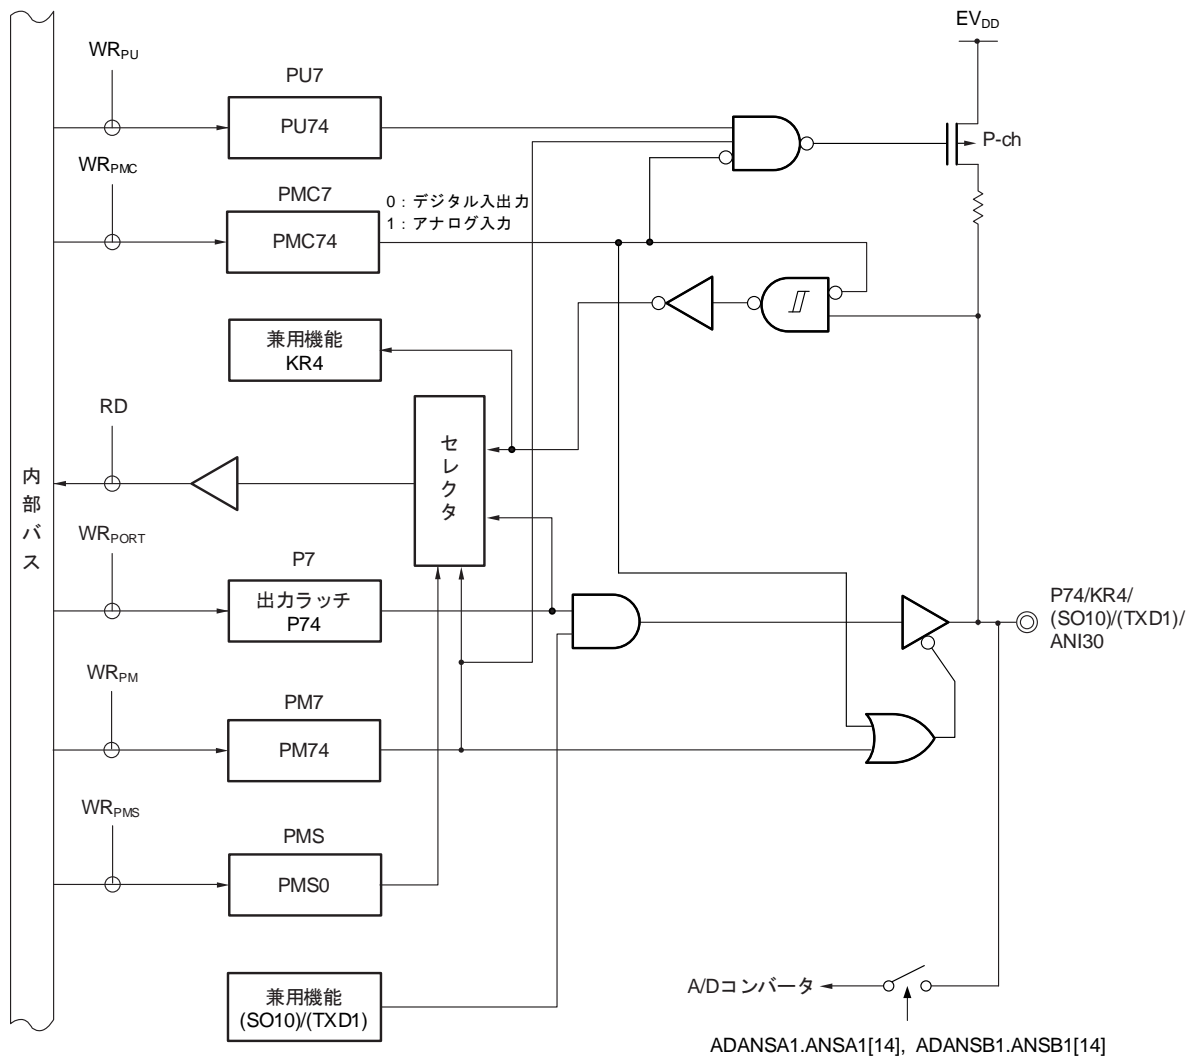 EVDD
WRPU
PU7
PU74
P-ch
WRPMC
PMC7
0：デジタル入出力
1：アナログ入力
PMC74
兼用機能
KR4
RD
セレクタ
内部バス
WRPORT
P7
出力ラッチ
P74
P74/KR4/
(SO10)/(TXD1)/
ANI30
WRPM
PM7
PM74
WRPMS
PMS
PMS0
兼用機能
(SO10)/(TXD1)
A/Dコンバータ
ADANSA1.ANSA1[14], ADANSB1.ANSB1[14]